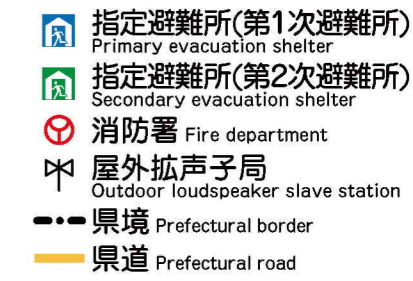 指定避難所(第1次避難所)
Primary evacuation shelter
指定避難所(第2次避難所)
Secondary evacuation shelter
消防署 Fire department
屋外拡声子局
Outdoor loudspeaker slave station
県境 Prefectural border
県道 Prefectural road